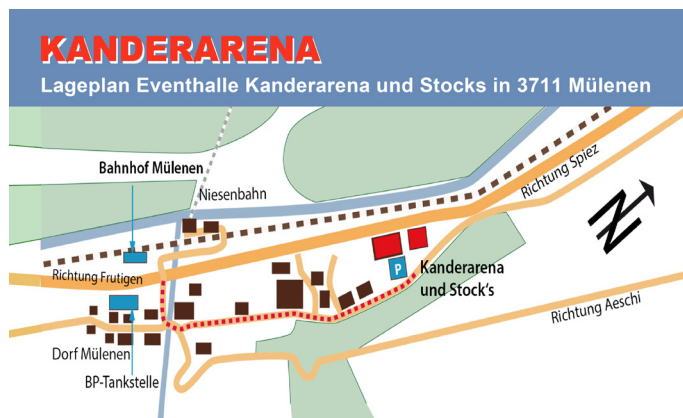 KANDERARENA
Lageplan Eventhalle Kanderarena und Stocks in 3711 Mülenen
Bahnhof Mülenen
Niesenbahn
Richtung Spiez
N
Richtung Frutigen
P
Kanderarena
und Stock's
Richtung Aeschi
Dorf Mülenen
BP-Tankstelle